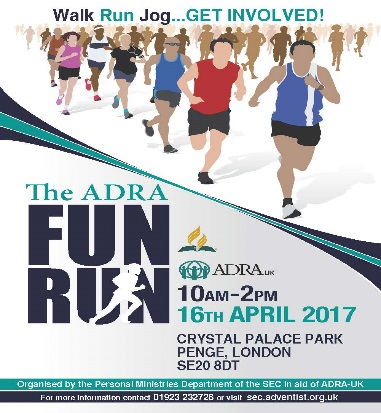 Walk Run Jog...GET INVOLVED!
The ADRA
FUN
RUN
ADRA UK
10AM-2PM
16TH APRIL 2017
CRYSTAL PALACE PARK
PENGE, LONDON
SE20 8DT
Organised by the Personal Ministries Department of the SEC in aid of ADRA-UK
For more information contact 01923 232726 or visit sec.adventist.org.uk